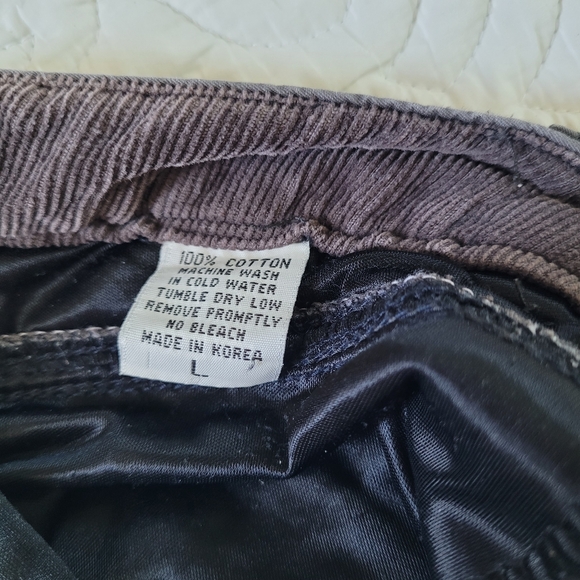 100% COTTON
MACHINE WASH
IN COLD WATER
TUMBLE DRY LOW
REMOVE PROMPTLY
NO BLEACH
MADE IN KOREA
L